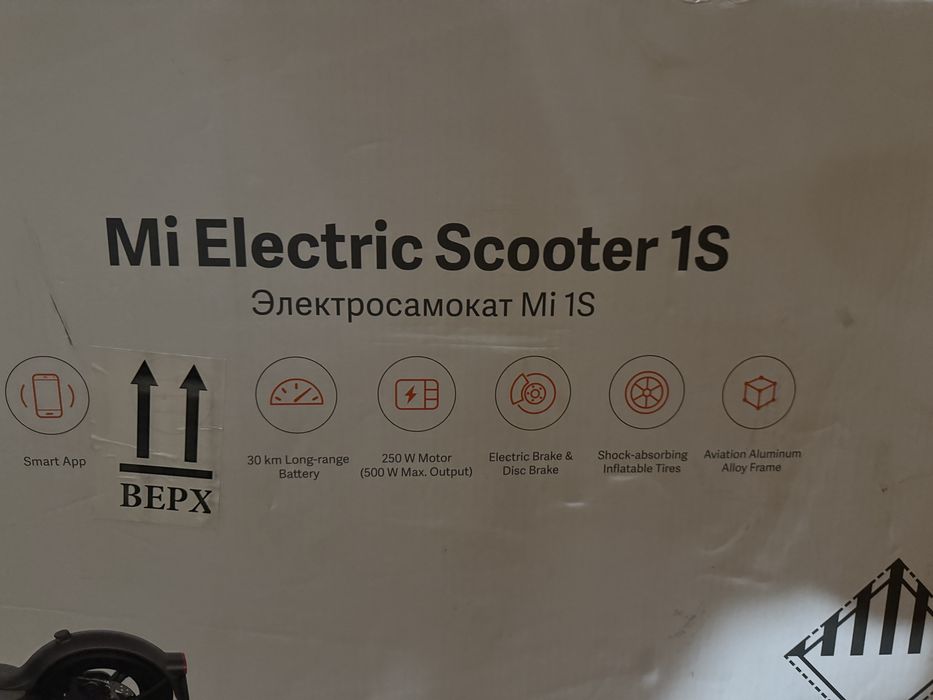 Mi Electric Scooter 1S
Электросамокат Mi 1S
Smart App
ВЕРХ
30 km Long-range
Battery
250 W Motor
(500 W Max. Output)
Electric Brake &
Disc Brake
Shock-absorbing
Inflatable Tires
Aviation Aluminum
Alloy Frame